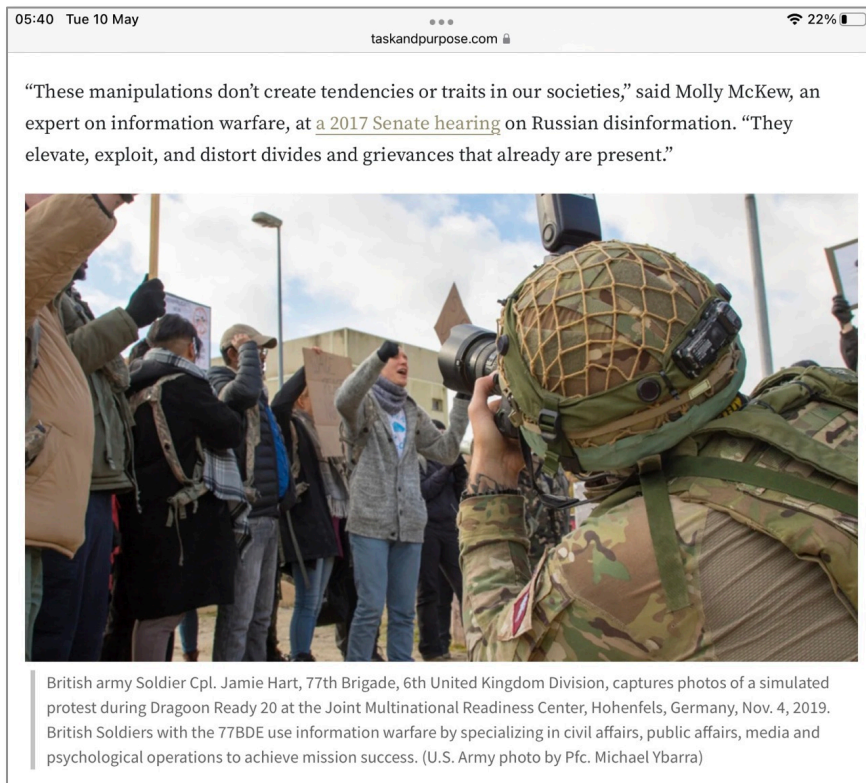 05:40 Tue 10 May
22%
taskandpurpose.com
“These manipulations don’t create tendencies or traits in our societies,” said Molly McKew, an
expert on information warfare, at a 2017 Senate hearing on Russian disinformation. “They
elevate, exploit, and distort divides and grievances that already are present.”
British army Soldier Cpl. Jamie Hart, 77th Brigade, 6th United Kingdom Division, captures photos of a simulated
protest during Dragoon Ready 20 at the Joint Multinational Readiness Center, Hohenfels, Germany, Nov. 4, 2019.
British Soldiers with the 77BDE use information warfare by specializing in civil affairs, public affairs, media and
psychological operations to achieve mission success. (U.S. Army photo by Pfc. Michael Ybarra)